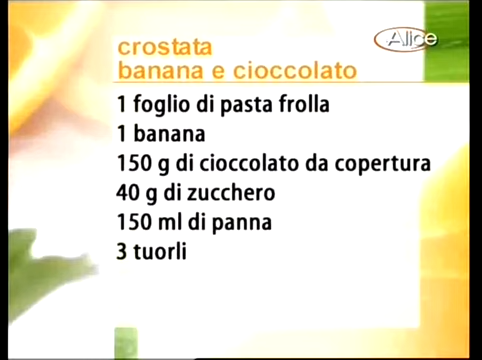 Alice
crostata
banana e cioccolato
1 foglio di pasta frolla
1 banana
150 g di cioccolato da copertura
40 g di zucchero
150 ml di panna
3 tuorli